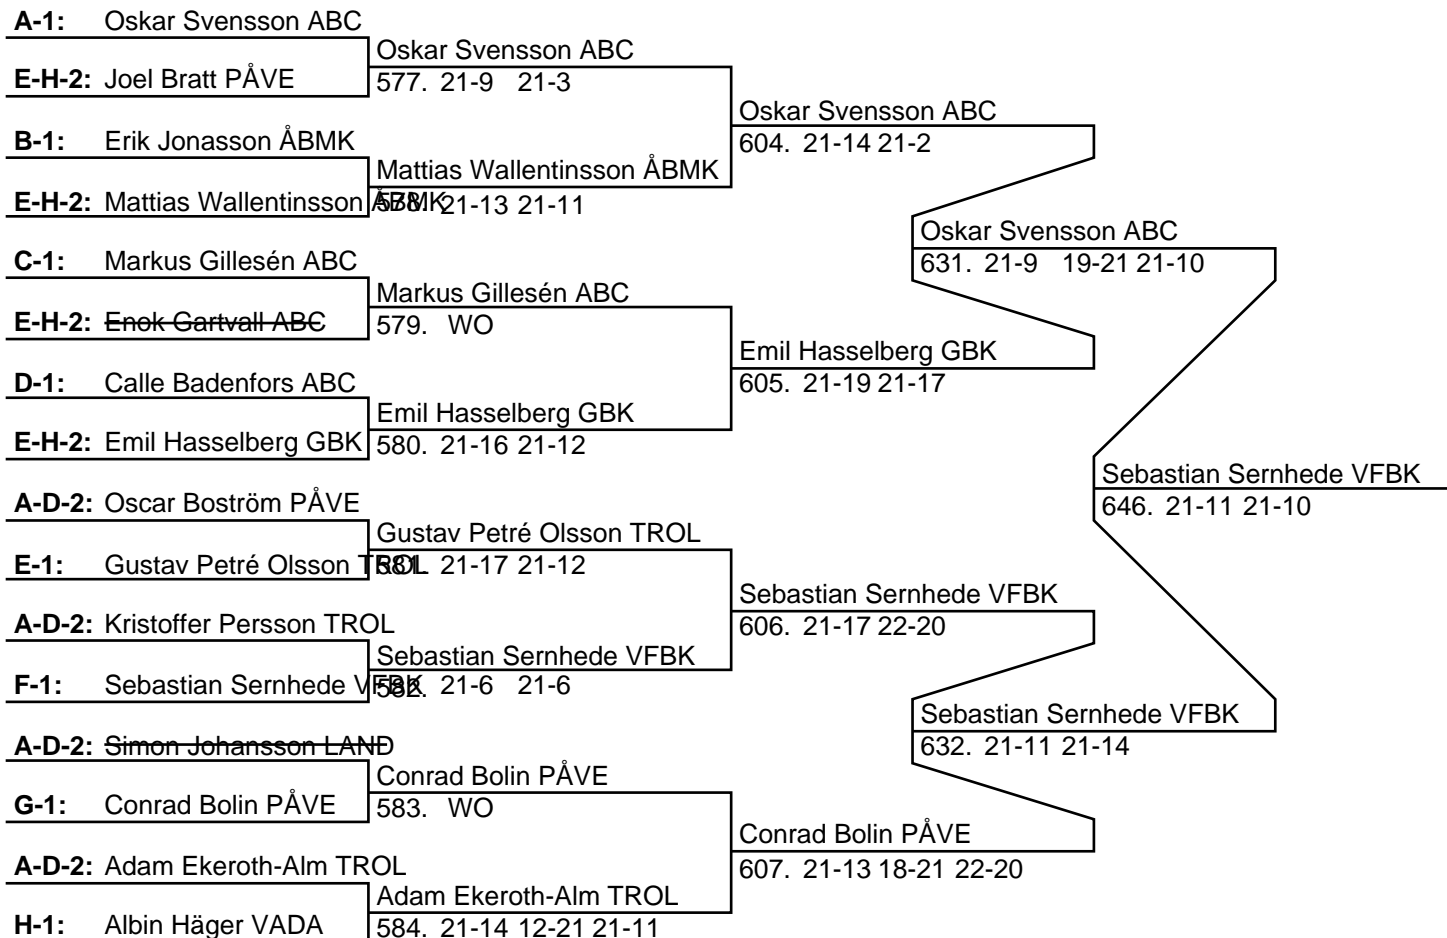 A-1: Oskar Svensson ABC
Oskar Svensson ABC
E-H-2: Joel Bratt PÅVE
577. 21-9 21-3
Oskar Svensson ABC
B-1: Erik Jonasson ÅBMK
604. 21-14 21-2
Mattias Wallentinsson ÅBMK
E-H-2: Mattias Wallentinsson ÅBMK
578. 21-13 21-11
Oskar Svensson ABC
C-1: Markus Gillesén ABC
631. 21-9 19-21 21-10
Markus Gillesén ABC
E-H-2: Enok Gartvall ABC
579. WO
Emil Hasselberg GBK
D-1: Calle Badenfors ABC
605. 21-19 21-17
Emil Hasselberg GBK
E-H-2: Emil Hasselberg GBK
580. 21-16 21-12
Sebastian Sernhede VFBK
A-D-2: Oscar Boström PÅVE
646. 21-11 21-10
Gustav Petré Olsson TROL
E-1: Gustav Petré Olsson TROL
581. 21-17 21-12
Sebastian Sernhede VFBK
A-D-2: Kristoffer Persson TROL
606. 21-17 22-20
Sebastian Sernhede VFBK
F-1: Sebastian Sernhede VFBK
582. 21-6 21-6
Sebastian Sernhede VFBK
A-D-2: Simon Johansson LAND
632. 21-11 21-14
Conrad Bolin PÅVE
G-1: Conrad Bolin PÅVE
583. WO
Conrad Bolin PÅVE
A-D-2: Adam Ekeroth-Alm TROL
607. 21-13 18-21 22-20
Adam Ekeroth-Alm TROL
H-1: Albin Häger VADA
584. 21-14 12-21 21-11